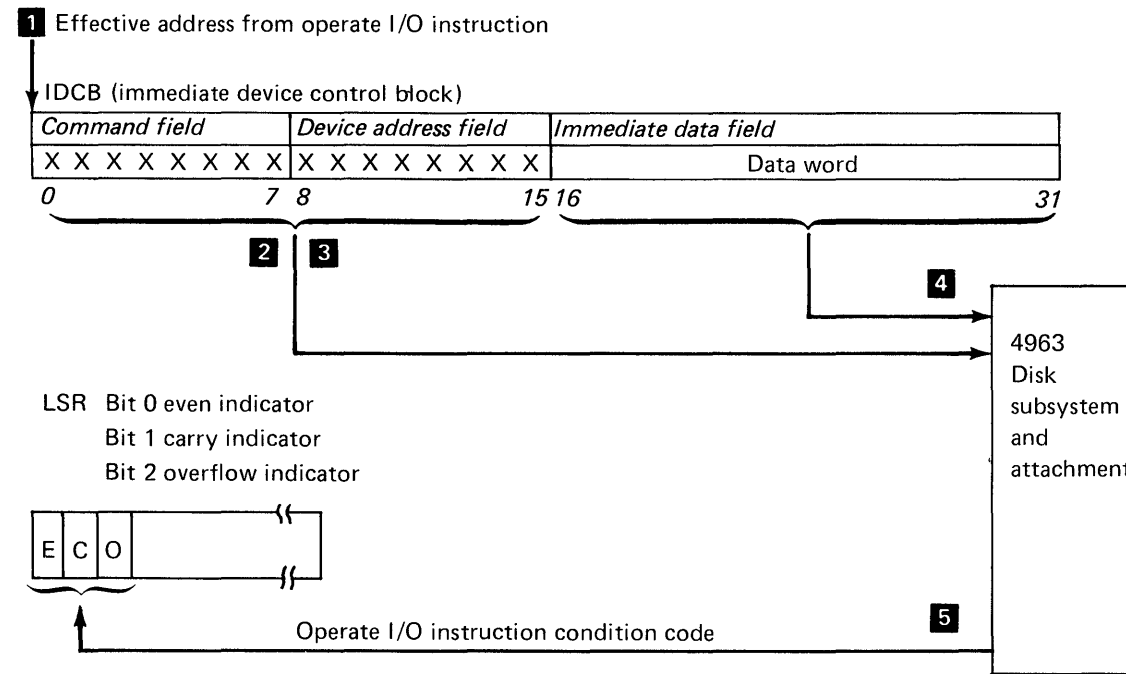 1 Effective address from operate I/O instruction
IDCB (immediate device control block)
Command field Device address field Immediate data field
X X X X X X X X X X X X X X X X Data word
0 7 8 15 16 31
2 3
4
4963
Disk
subsystem
and
attachment
LSR Bit 0 even indicator
Bit 1 carry indicator
Bit 2 overflow indicator
E C O
5
Operate I/O instruction condition code